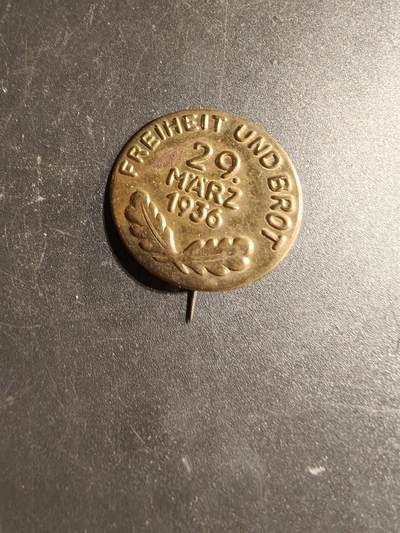 FREIHEIT UND BROT
29.
MÄRZ
1936